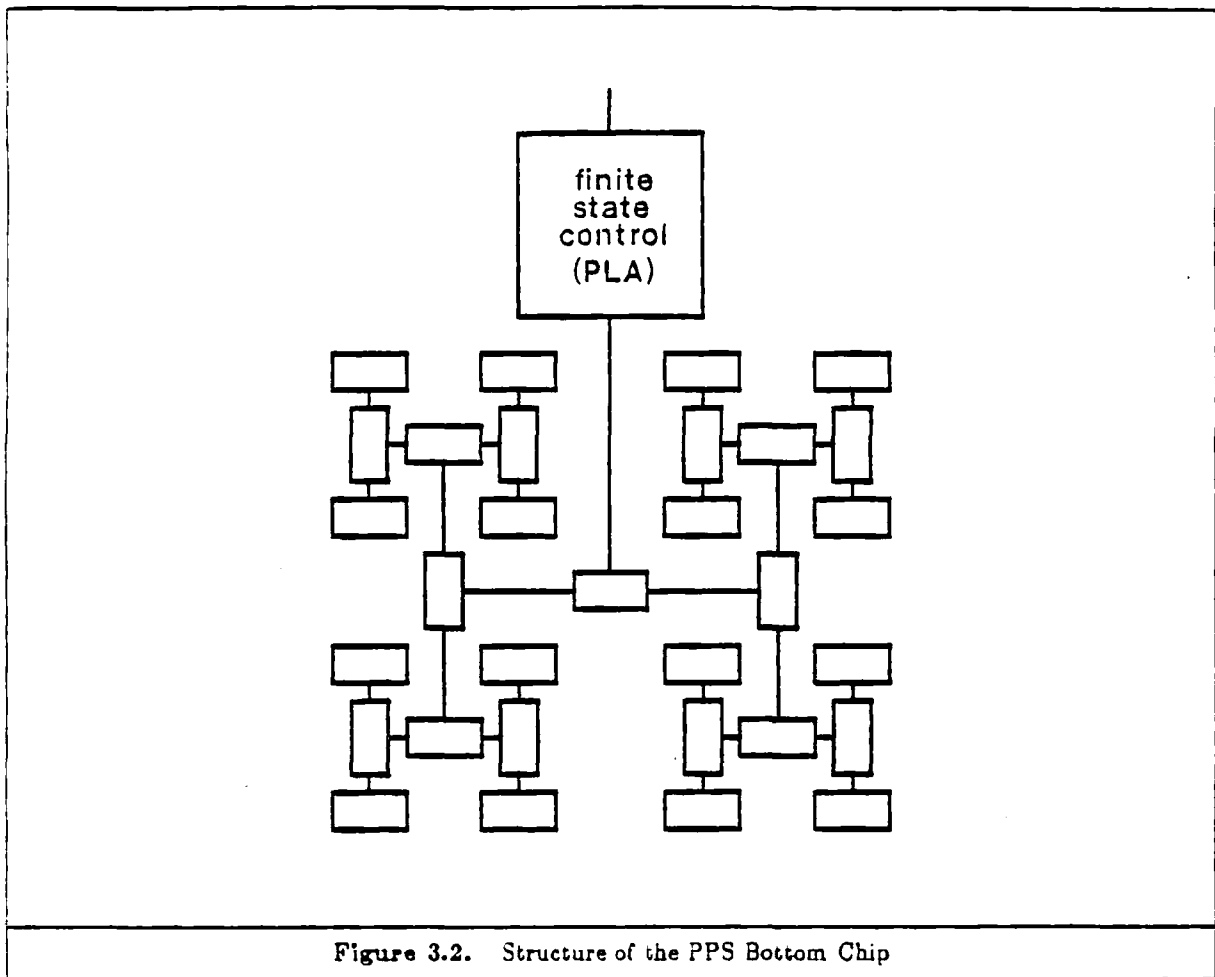 finite
state
control
(PLA)
Figure 3.2. Structure of the PPS Bottom Chip